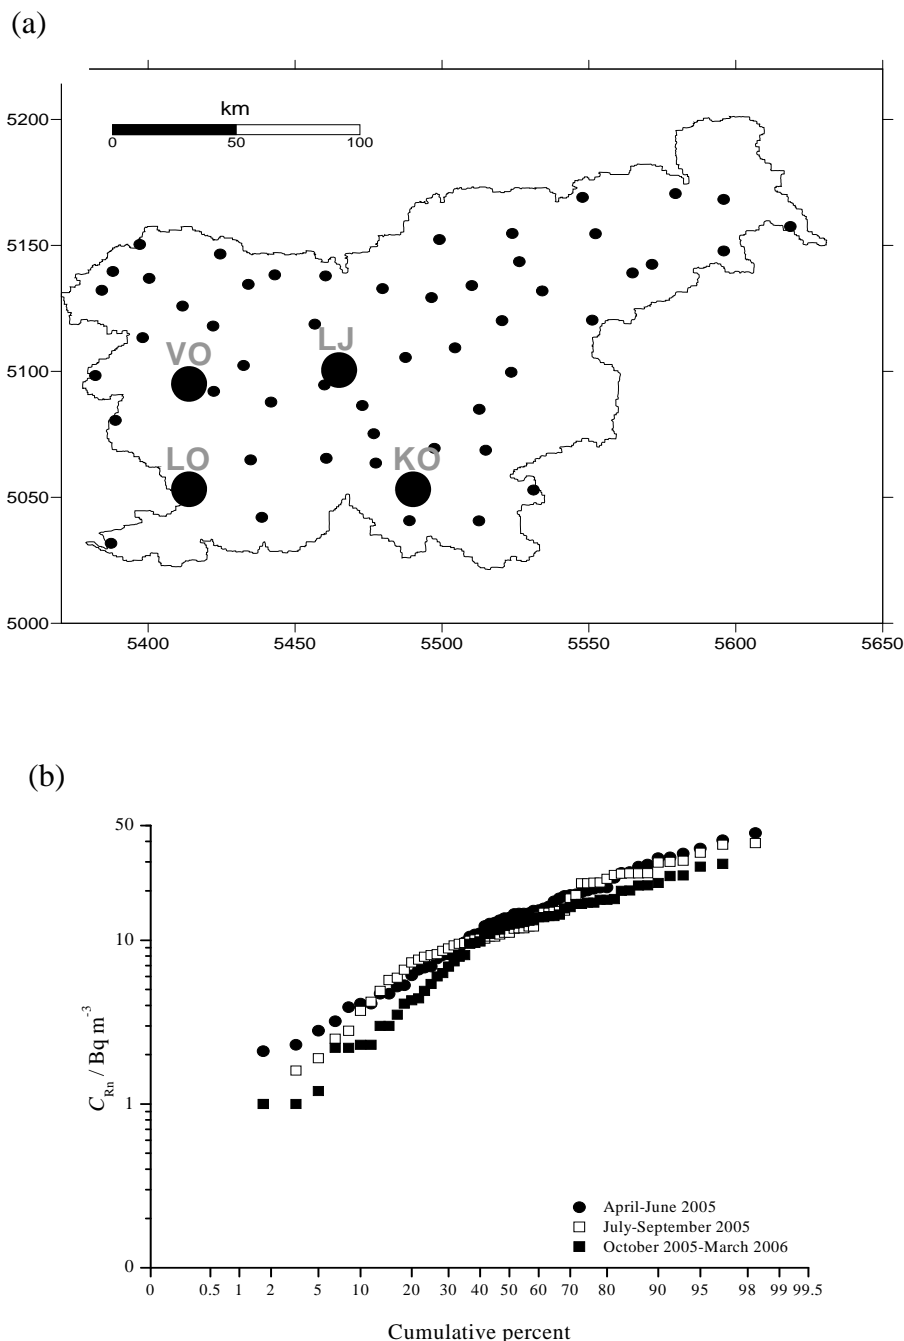 (a)
km
0 50 100
5200
5150
5100
5050
5000
LJ
VO
LO
KO
5400 5450 5500 5550 5600 5650
(b)
50
10
1
0
C_Rn / Bq m^-3
April-June 2005
July-September 2005
October 2005-March 2006
0 0.5 1 2 5 10 20 30 40 50 60 70 80 90 95 98 99 99.5
Cumulative percent